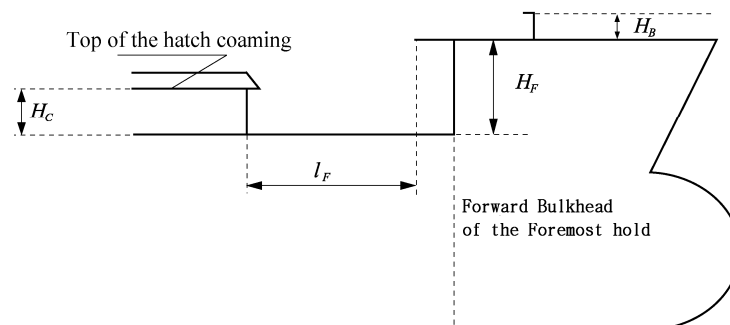 H_B
Top of the hatch coaming
H_F
H_C
l_F
Forward Bulkhead
of the Foremost hold